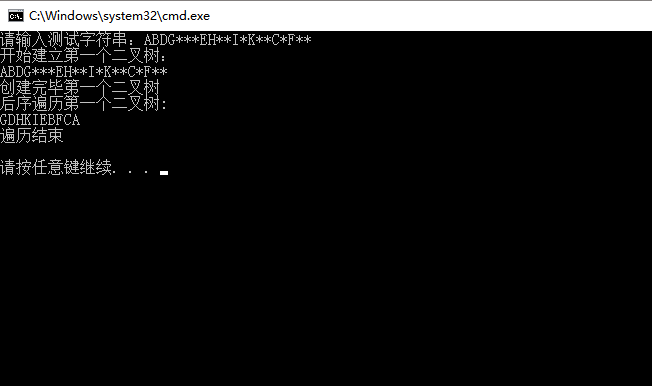 C:\Windows\system32\cmd.exe
请输入测试字符串: ABDG***EH**I*K**C*F**
开始建立第一个二叉树:
ABDG***EH**I*K**C*F**
创建完毕第一个二叉树
后序遍历第一个二叉树:
GDHKIEBFCA
遍历结束
请按任意键继续. . .